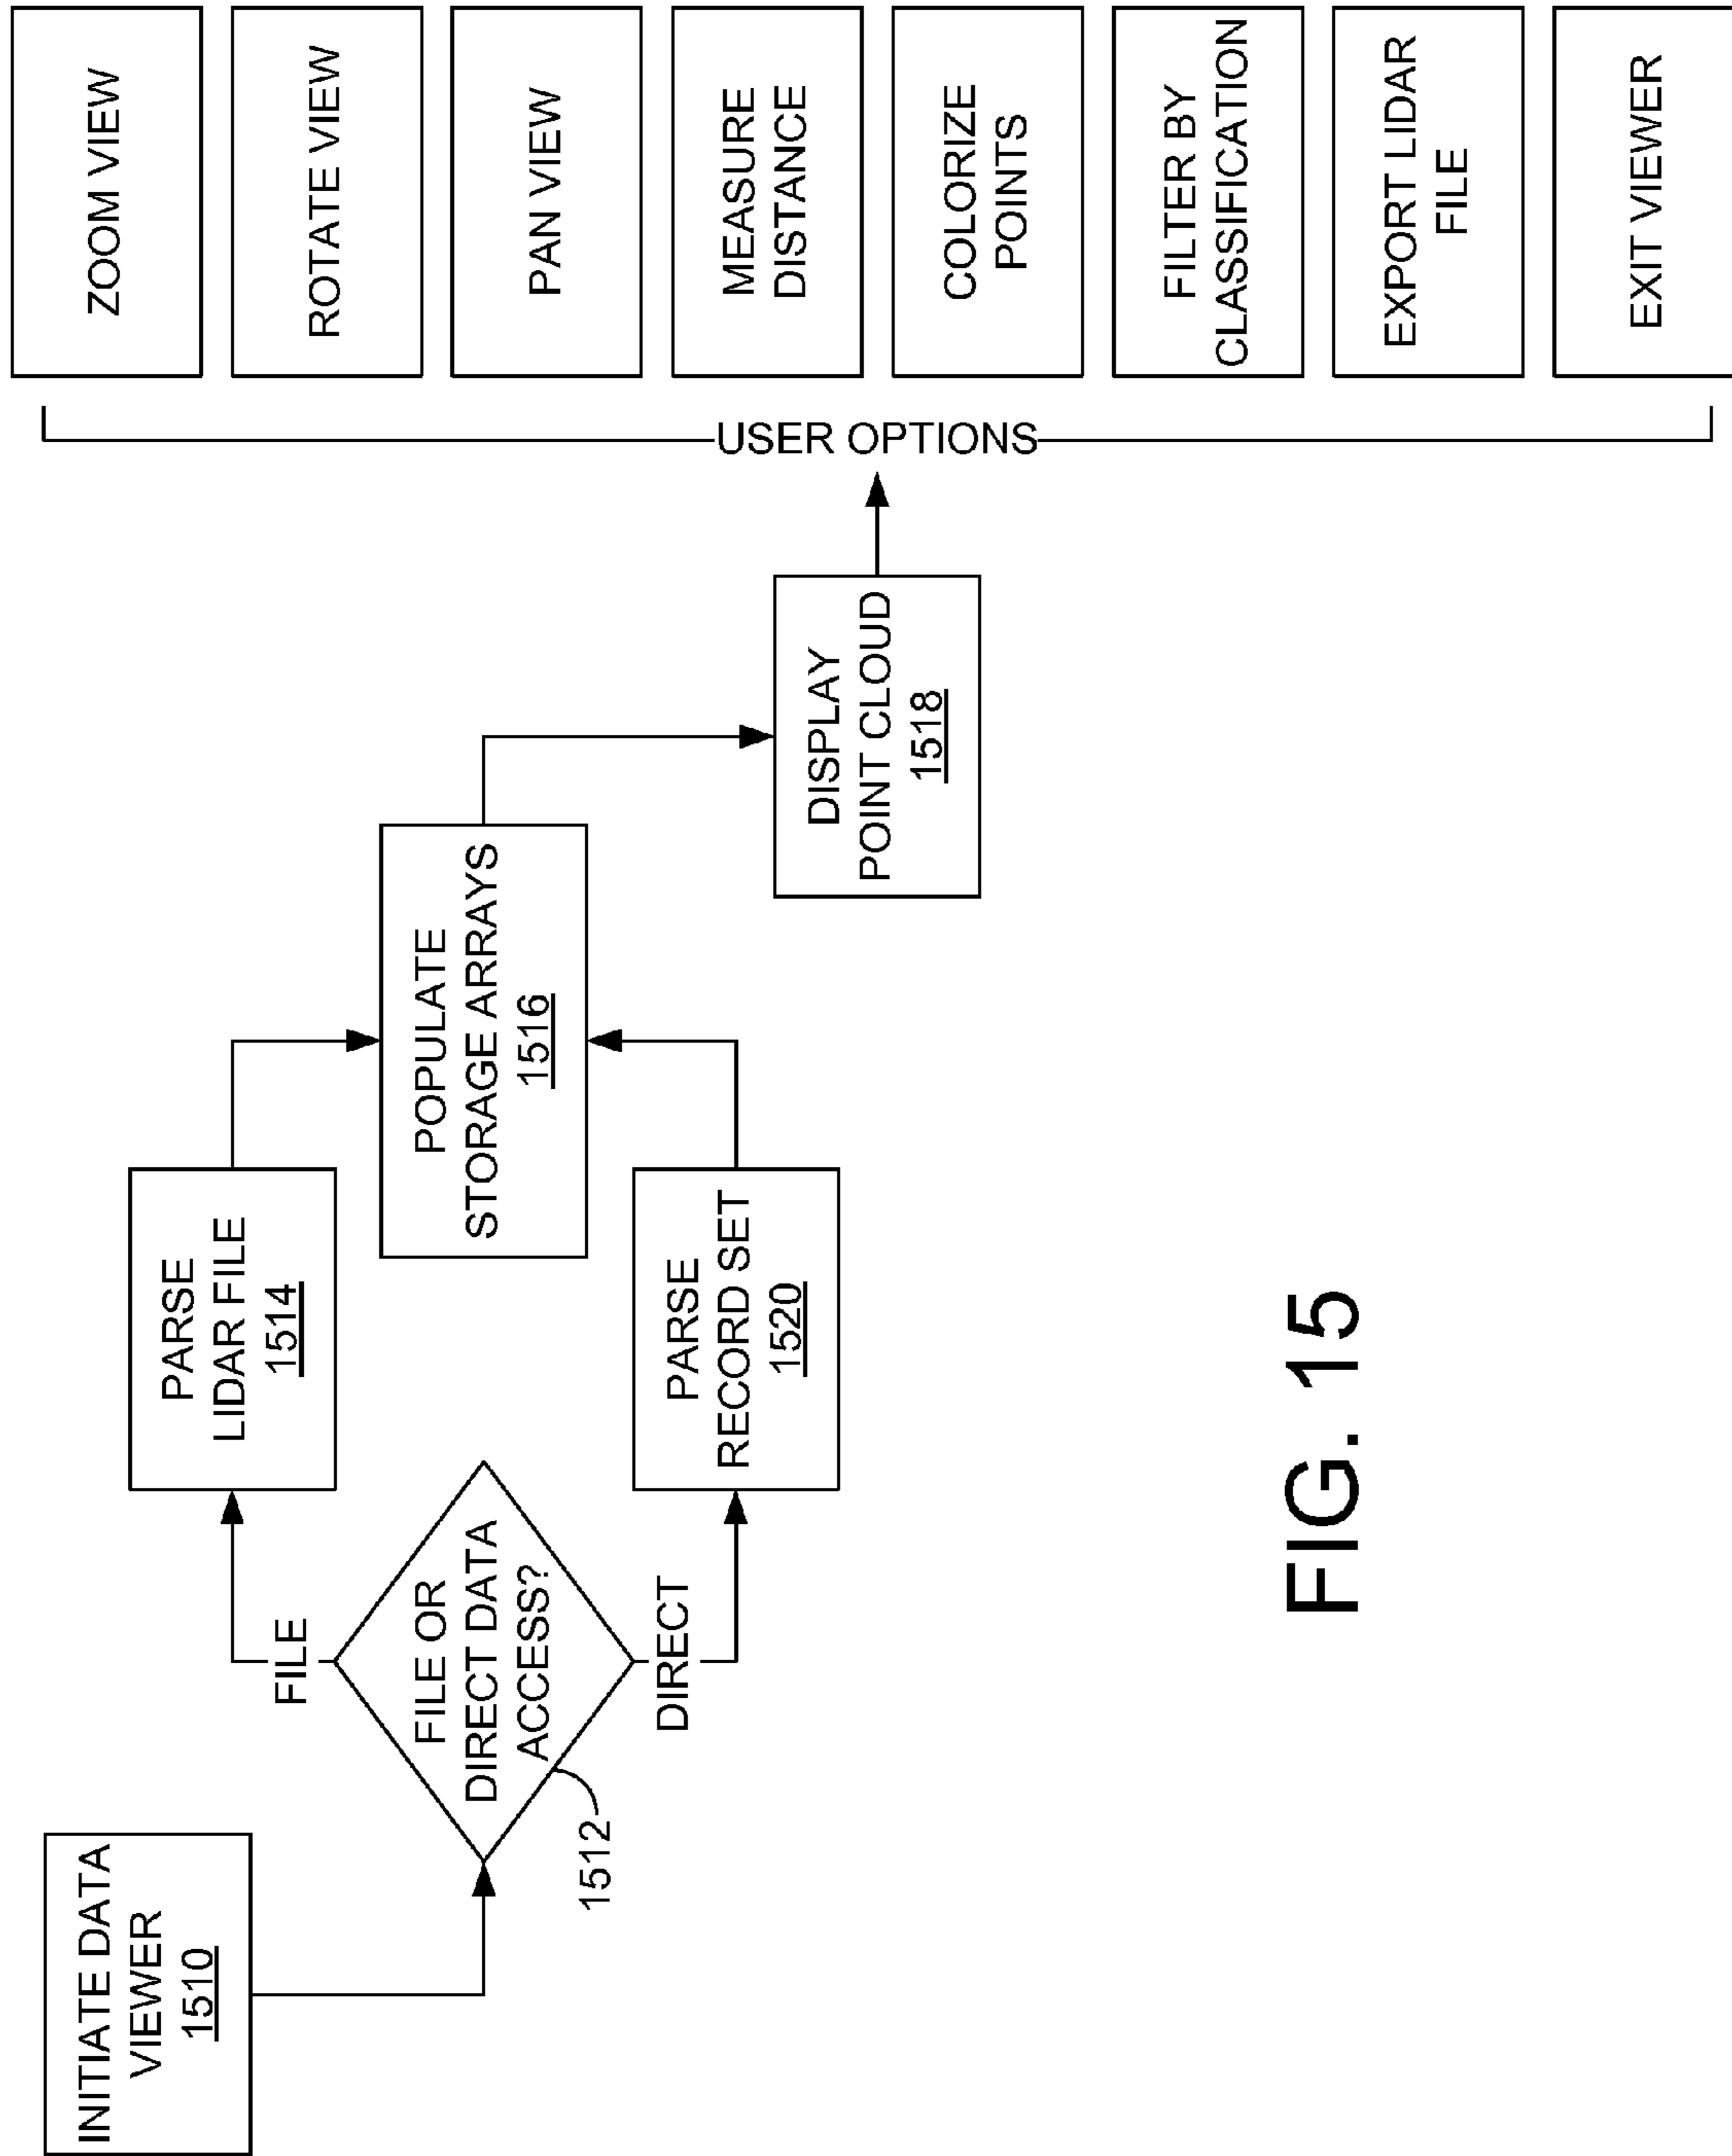 INITIATE DATA
VIEWER
1510
FILE OR
DIRECT DATA
ACCESS?
1512
FILE
DIRECT
PARSE
LIDAR FILE
1514
PARSE
RECORD SET
1520
POPULATE
STORAGE ARRAYS
1516
DISPLAY
POINT CLOUD
1518
USER OPTIONS
ZOOM VIEW
ROTATE VIEW
PAN VIEW
MEASURE
DISTANCE
COLORIZE
POINTS
FILTER BY
CLASSIFICATION
EXPORT LIDAR
FILE
EXIT VIEWER
FIG. 15